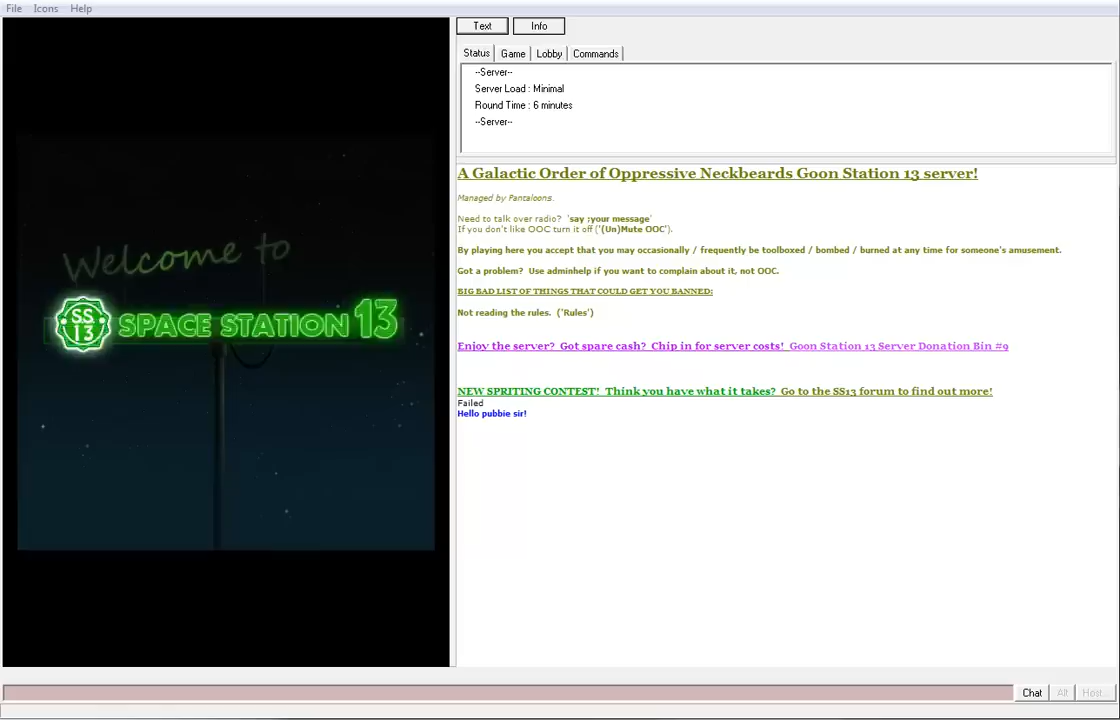 File Icons Help
Text Info
Status Game Lobby Commands
--Server--
Server Load : Minimal
Round Time : 6 minutes
--Server--
A Galactic Order of Oppressive Neckbeards Goon Station 13 server!
Managed by Pantaloons.
Need to talk over radio? 'say ;your message'
If you don't like OOC turn it off ('(Un)Mute OOC').
By playing here you accept that you may occasionally / frequently be toolboxed / bombed / burned at any time for someone's amusement.
Got a problem? Use adminhelp if you want to complain about it, not OOC.
BIG BAD LIST OF THINGS THAT COULD GET YOU BANNED:
Not reading the rules. ('Rules')
Enjoy the server? Got spare cash? Chip in for server costs! Goon Station 13 Server Donation Bin #9
NEW SPRITING CONTEST! Think you have what it takes? Go to the SS13 forum to find out more!
Failed
Hello pubbie sir!
Welcome to
S.S. 13 SPACE STATION 13
Chat Alt Host...